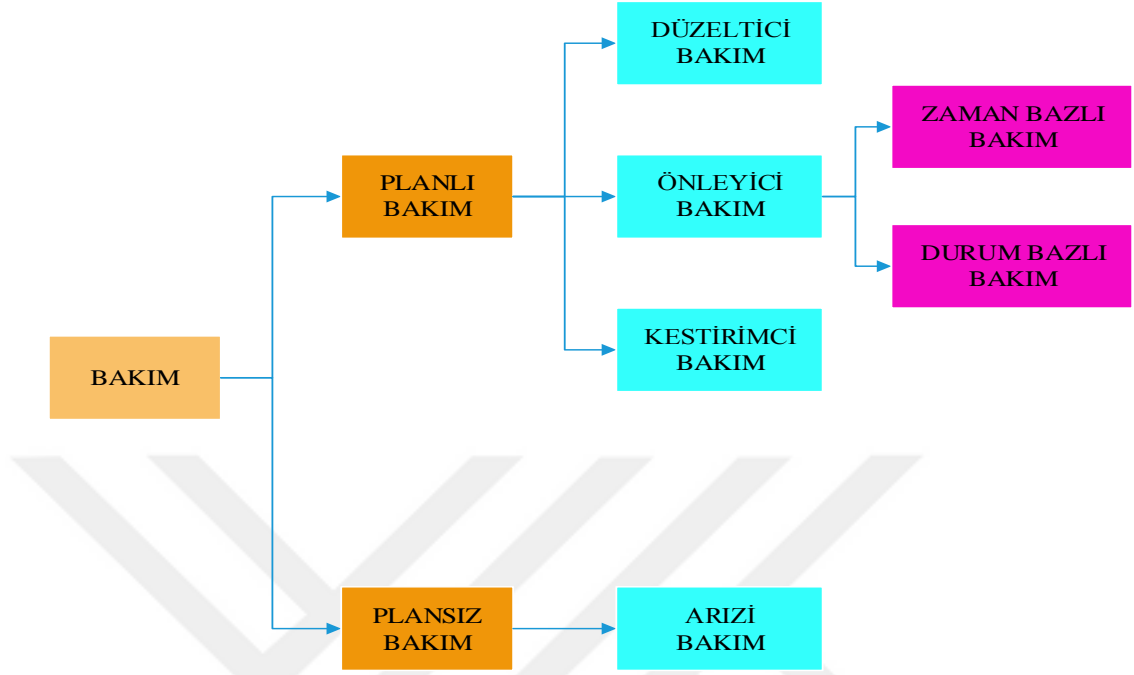 DÜZELTİCİ
BAKIM
ZAMAN BAZLI
BAKIM
PLANLI
BAKIM
ÖNLEYİCİ
BAKIM
DURUM BAZLI
BAKIM
KESTİRİMCİ
BAKIM
BAKIM
PLANSIZ
BAKIM
ARIZİ
BAKIM